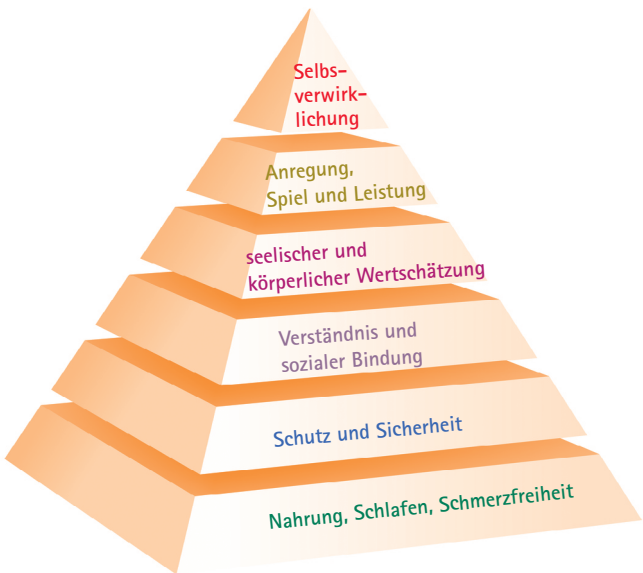 Selbs-
verwirk-
lichung
Anregung,
Spiel und Leistung
seelischer und
körperlicher Wertschätzung
Verständnis und
sozialer Bindung
Schutz und Sicherheit
Nahrung, Schlafen, Schmerzfreiheit